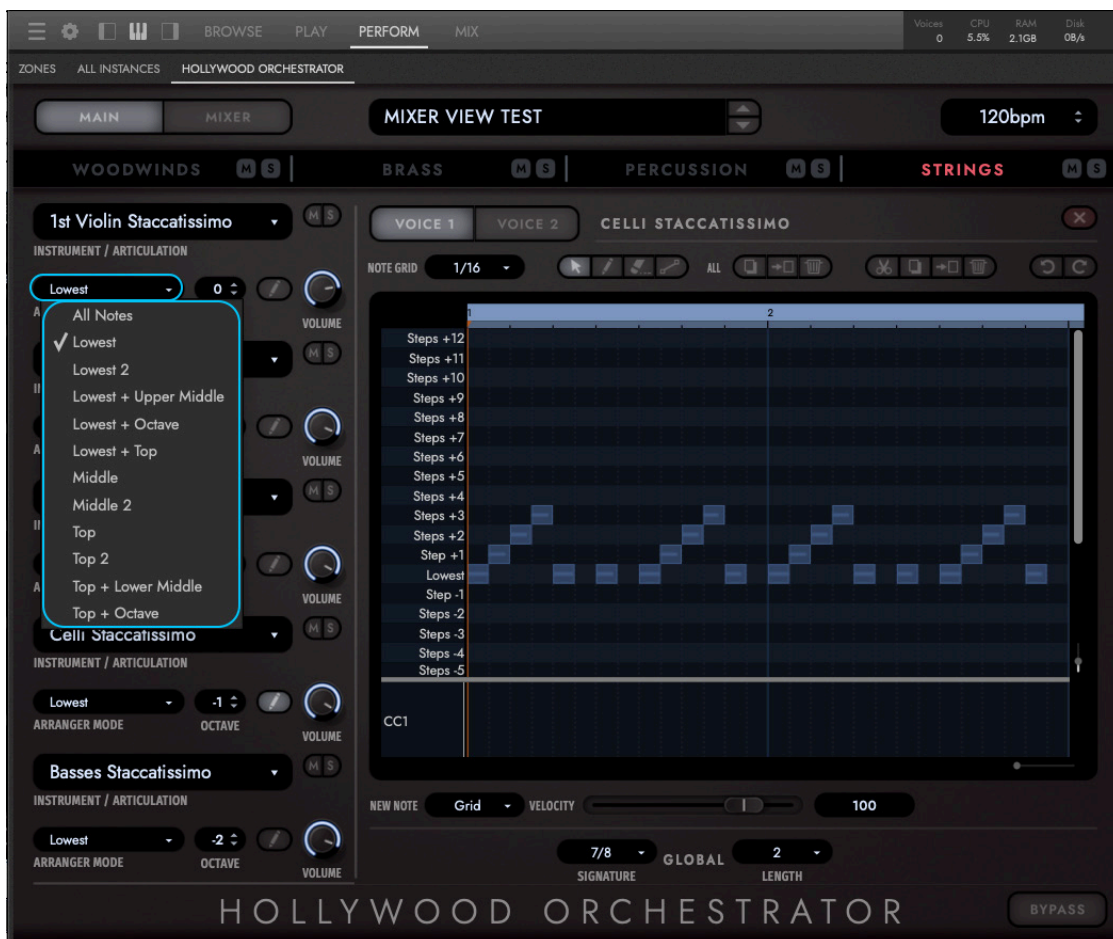 BROWSE PLAY PERFORM MIX
Voices CPU RAM Disk
0 5.5% 2.1GB 0B/s
ZONES ALL INSTANCES HOLLYWOOD ORCHESTRATOR
MAIN MIXER MIXER VIEW TEST 120bpm
WOODWINDS M S BRASS M S PERCUSSION M S STRINGS M S
1st Violin Staccatissimo M S
INSTRUMENT / ARTICULATION
Lowest 0
VOLUME
All Notes
Lowest
Lowest 2
Lowest + Upper Middle
Lowest + Octave
Lowest + Top
Middle
Middle 2
Top
Top 2
Top + Lower Middle
Top + Octave
M S
VOLUME
M S
VOLUME
Celli Staccatissimo M S
INSTRUMENT / ARTICULATION
Lowest -1
ARRANGER MODE OCTAVE VOLUME
Basses Staccatissimo M S
INSTRUMENT / ARTICULATION
Lowest -2
ARRANGER MODE OCTAVE VOLUME
VOICE 1 VOICE 2 CELLI STACCATISSIMO
NOTE GRID 1/16 ALL
1 2
Steps +12
Steps +11
Steps +10
Steps +9
Steps +8
Steps +7
Steps +6
Steps +5
Steps +4
Steps +3
Steps +2
Step +1
Lowest
Step -1
Steps -2
Steps -3
Steps -4
Steps -5
CC1
NEW NOTE Grid VELOCITY 100
7/8 GLOBAL 2
SIGNATURE LENGTH
HOLLYWOOD ORCHESTRATOR
BYPASS